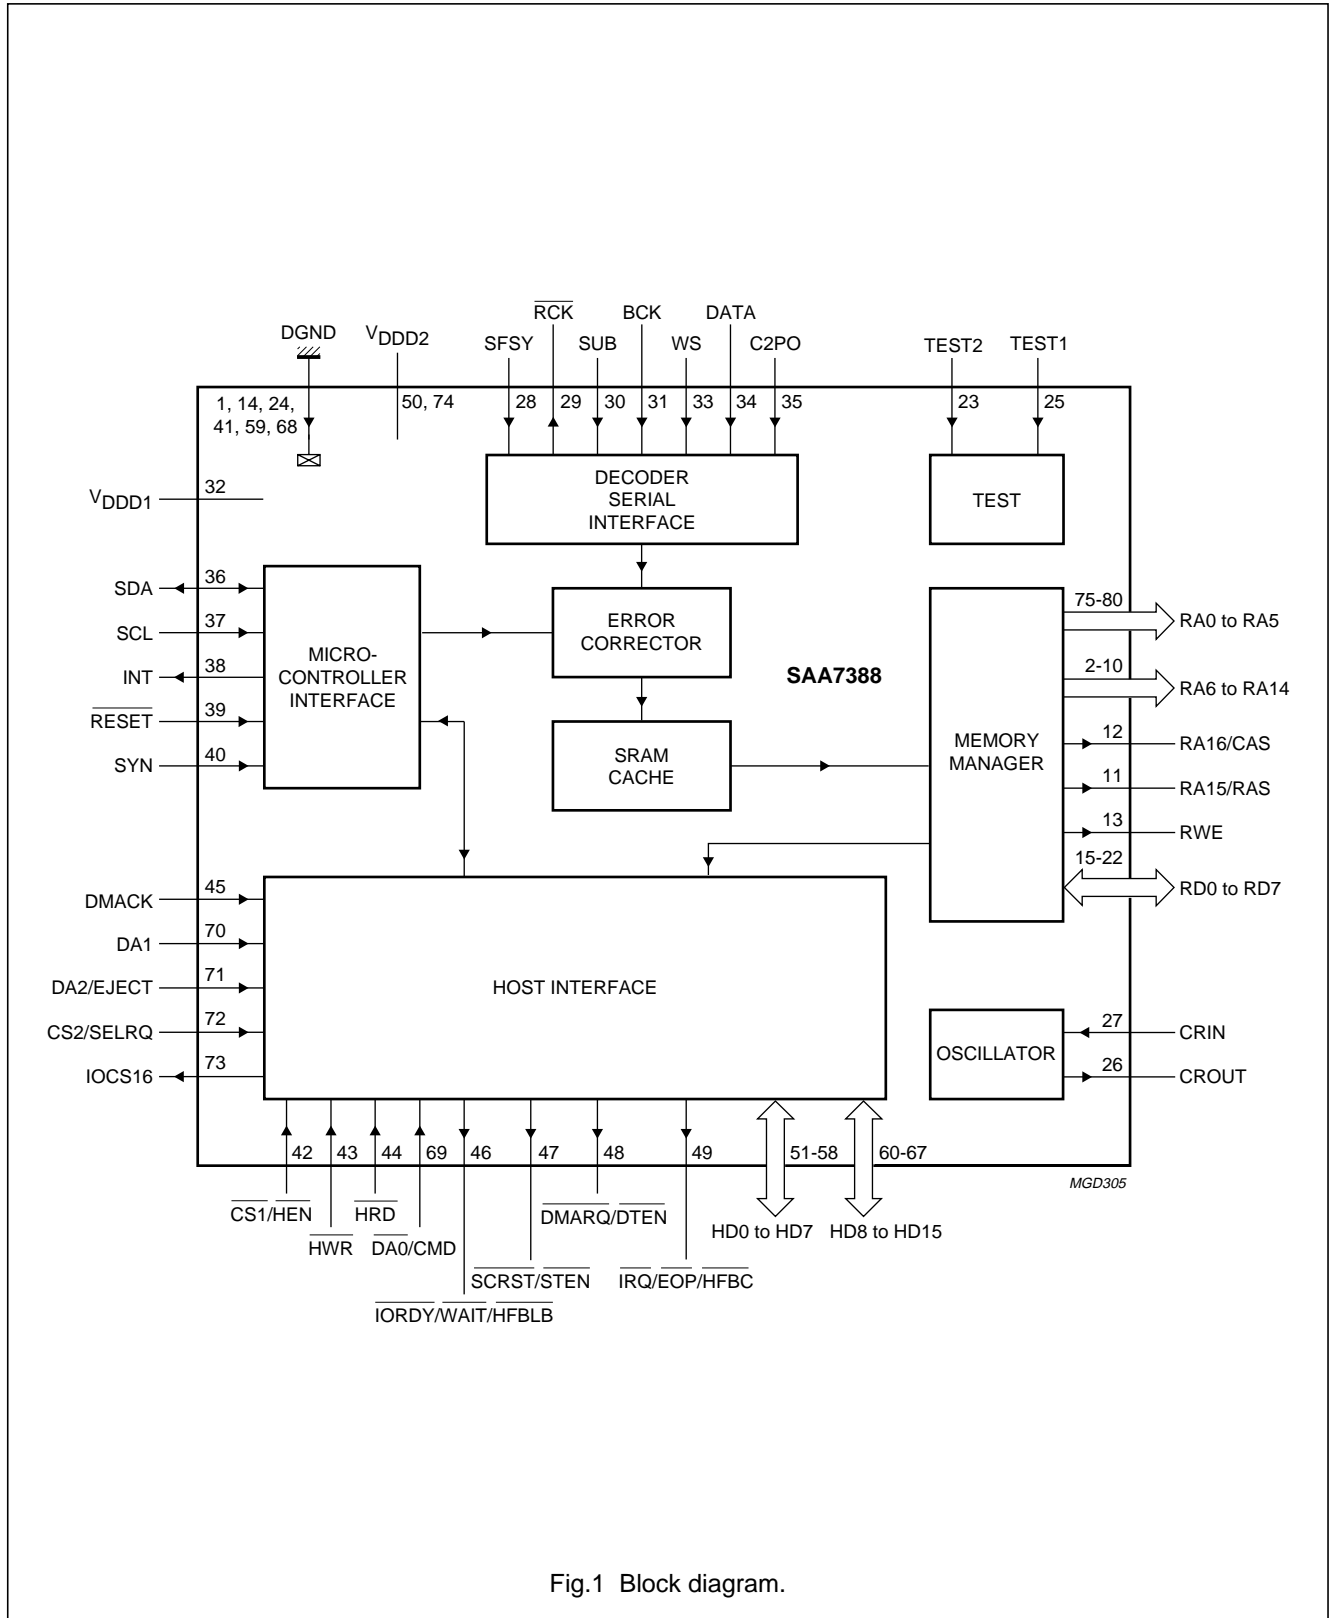 DGND
VDDD2
RCK
BCK
DATA
SFSY
SUB
WS
C2PO
TEST2
TEST1
1, 14, 24,
41, 59, 68
50, 74
28
29
30
31
33
34
35
23
25
DECODER
SERIAL
INTERFACE
TEST
VDDD1
32
SDA
36
SCL
37
INT
38
RESET
39
SYN
40
MICRO-
CONTROLLER
INTERFACE
ERROR
CORRECTOR
SAA7388
SRAM
CACHE
MEMORY
MANAGER
75-80
RA0 to RA5
2-10
RA6 to RA14
12
RA16/CAS
11
RA15/RAS
13
RWE
15-22
RD0 to RD7
DMACK
45
DA1
70
DA2/EJECT
71
CS2/SELRQ
72
IOCS16
73
HOST INTERFACE
OSCILLATOR
27
CRIN
26
CROUT
42
43
44
69
46
47
48
49
51-58
60-67
MGD305
CS1/HEN
HRD
DMARQ/DTEN
HD0 to HD7
HD8 to HD15
HWR
DA0/CMD
SCRST/STEN
IRQ/EOP/HFBC
IORDY/WAIT/HFBLB
Fig.1 Block diagram.